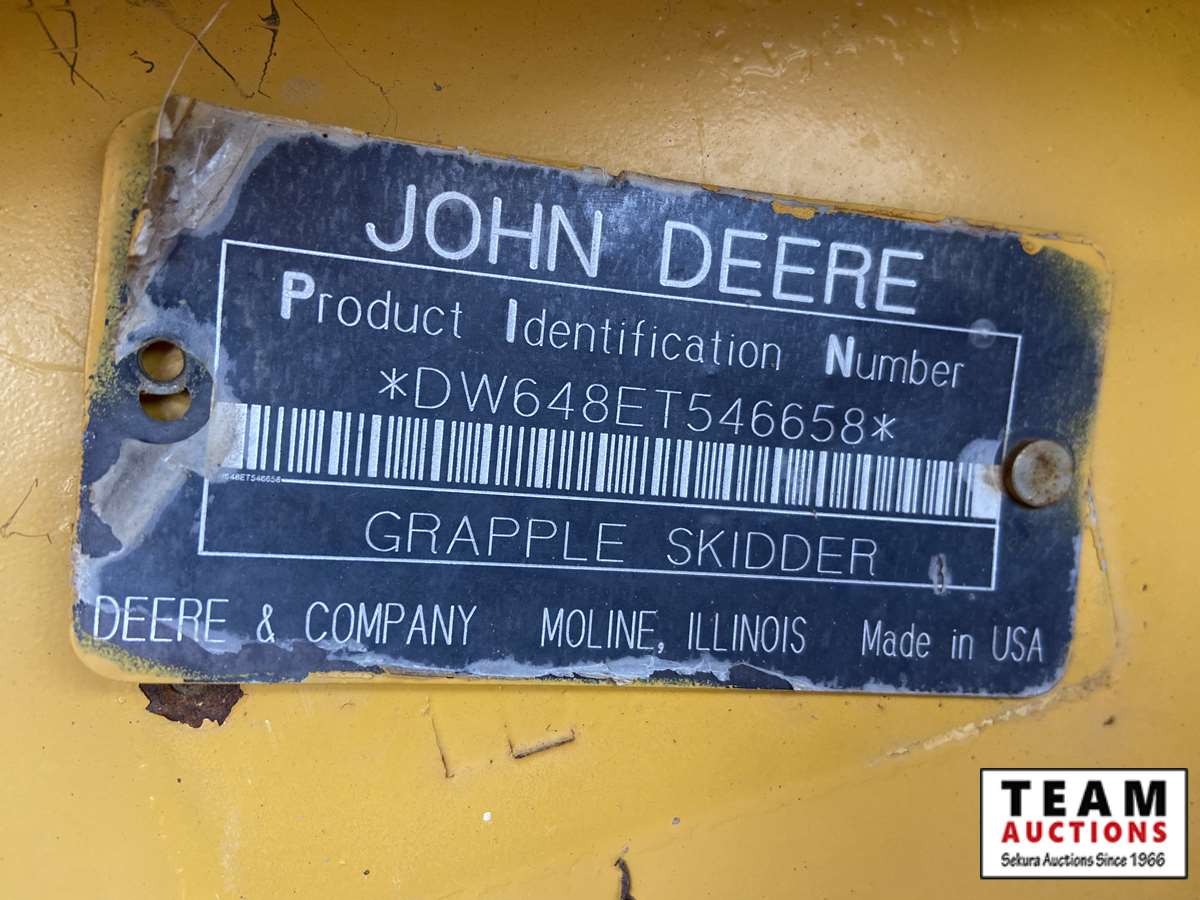 JOHN DEERE
Product Identification Number
*DW648ET546658*
648ET546658
GRAPPLE SKIDDER
DEERE & COMPANY MOLINE, ILLINOIS Made in USA
TEAM
AUCTIONS
Sekura Auctions Since 1966